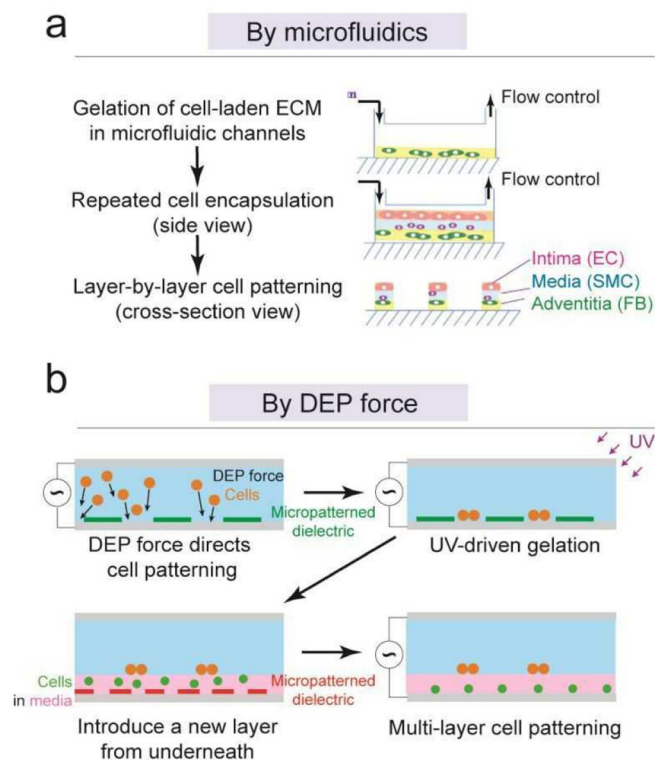 a
By microfluidics
Gelation of cell-laden ECM
in microfluidic channels
Flow control
Repeated cell encapsulation
(side view)
Flow control
Layer-by-layer cell patterning
(cross-section view)
Intima (EC)
Media (SMC)
Adventitia (FB)
b
By DEP force
UV
DEP force
Cells
Micropatterned
dielectric
DEP force directs
cell patterning
UV-driven gelation
Cells
in media
Micropatterned
dielectric
Introduce a new layer
from underneath
Multi-layer cell patterning